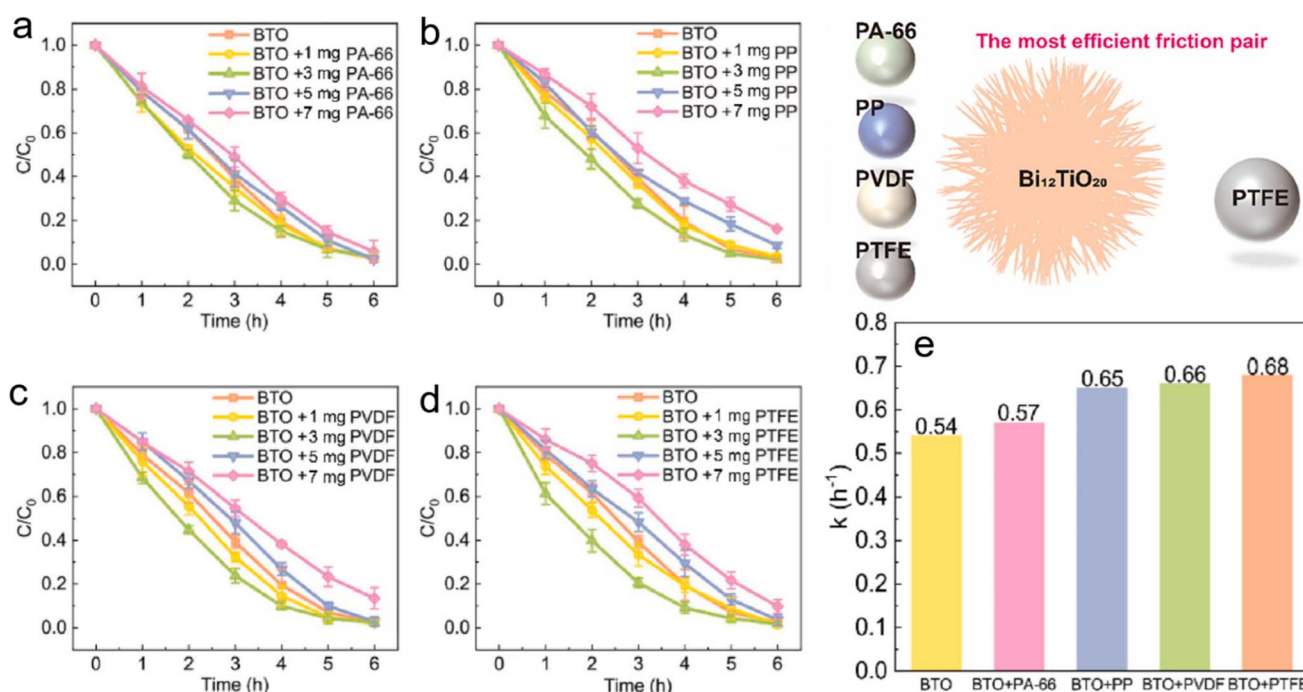 a
C/C₀
1.0
0.8
0.6
0.4
0.2
0.0
BTO
BTO +1 mg PA-66
BTO +3 mg PA-66
BTO +5 mg PA-66
BTO +7 mg PA-66
0 1 2 3 4 5 6
Time (h)
b
C/C₀
1.0
0.8
0.6
0.4
0.2
0.0
BTO
BTO +1 mg PP
BTO +3 mg PP
BTO +5 mg PP
BTO +7 mg PP
0 1 2 3 4 5 6
Time (h)
PA-66
PP
PVDF
PTFE
The most efficient friction pair
Bi₁₂TiO₂₀
PTFE
c
C/C₀
1.0
0.8
0.6
0.4
0.2
0.0
BTO
BTO +1 mg PVDF
BTO +3 mg PVDF
BTO +5 mg PVDF
BTO +7 mg PVDF
0 1 2 3 4 5 6
Time (h)
d
C/C₀
1.0
0.8
0.6
0.4
0.2
0.0
BTO
BTO +1 mg PTFE
BTO +3 mg PTFE
BTO +5 mg PTFE
BTO +7 mg PTFE
0 1 2 3 4 5 6
Time (h)
e
k (h⁻¹)
0.8
0.7
0.6
0.5
0.4
0.3
0.2
0.1
0.0
0.54 0.57 0.65 0.66 0.68
BTO BTO+PA-66 BTO+PP BTO+PVDF BTO+PTFE